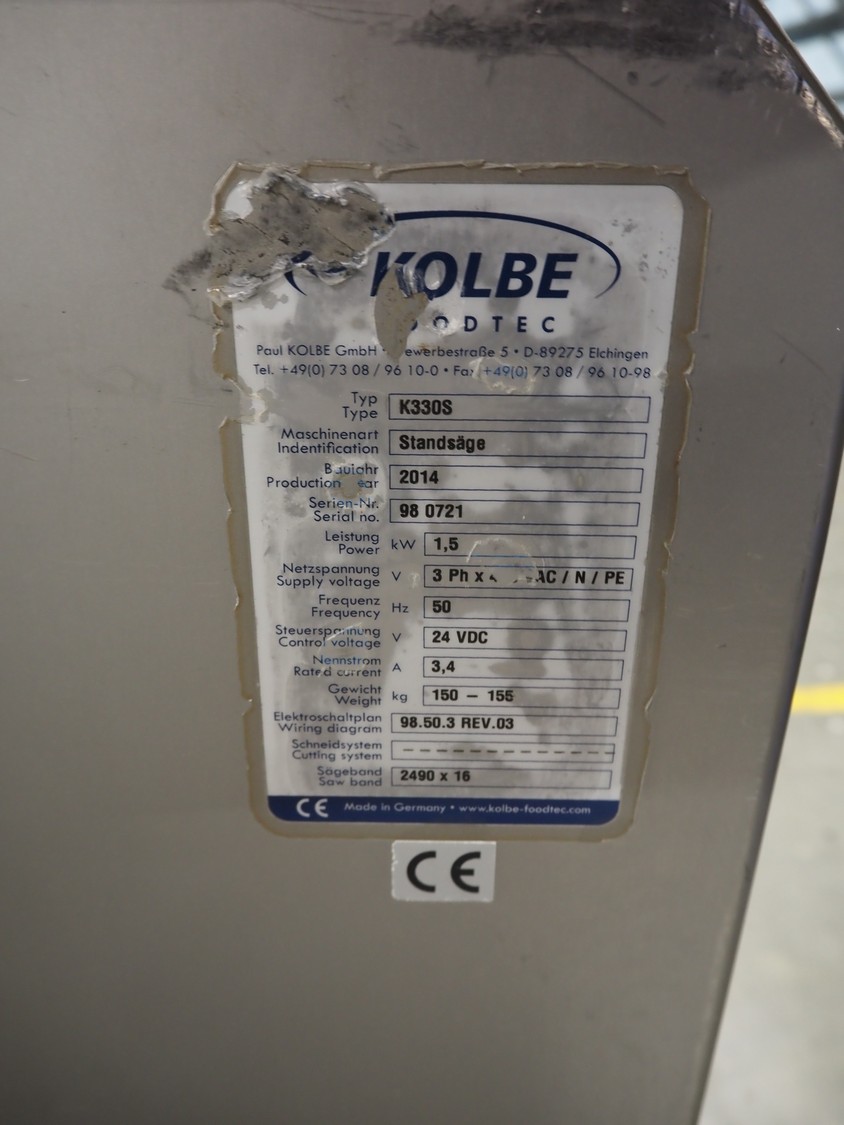 KOLBE
Paul KOLBE GmbH • D-89275 Elchingen
Tel. +49(0) 73 08 / 96 10-0 • Fax +49(0) 73 08 / 96 10-98
Typ
Type K330S
Maschinenart
Indentification Standsäge
Baujahr
Production 2014
Serien-Nr.
Serial no. 98 0721
Leistung
Power kW 1,5
Netzspannung
Supply voltage V 3 Ph x AC / N / PE
Frequenz
Frequency Hz 50
Steuerspannung
Control voltage V 24 VDC
Nennstrom
Rated current A 3,4
Gewicht
Weight kg 150 – 155
Elektroschaltplan
Wiring diagram 98.50.3 REV.03
Schneidsystem
Cutting system ----------------
Sägeband
Saw band 2490 x 16
CE Made in Germany • www.kolbe-foodtec.com
CE